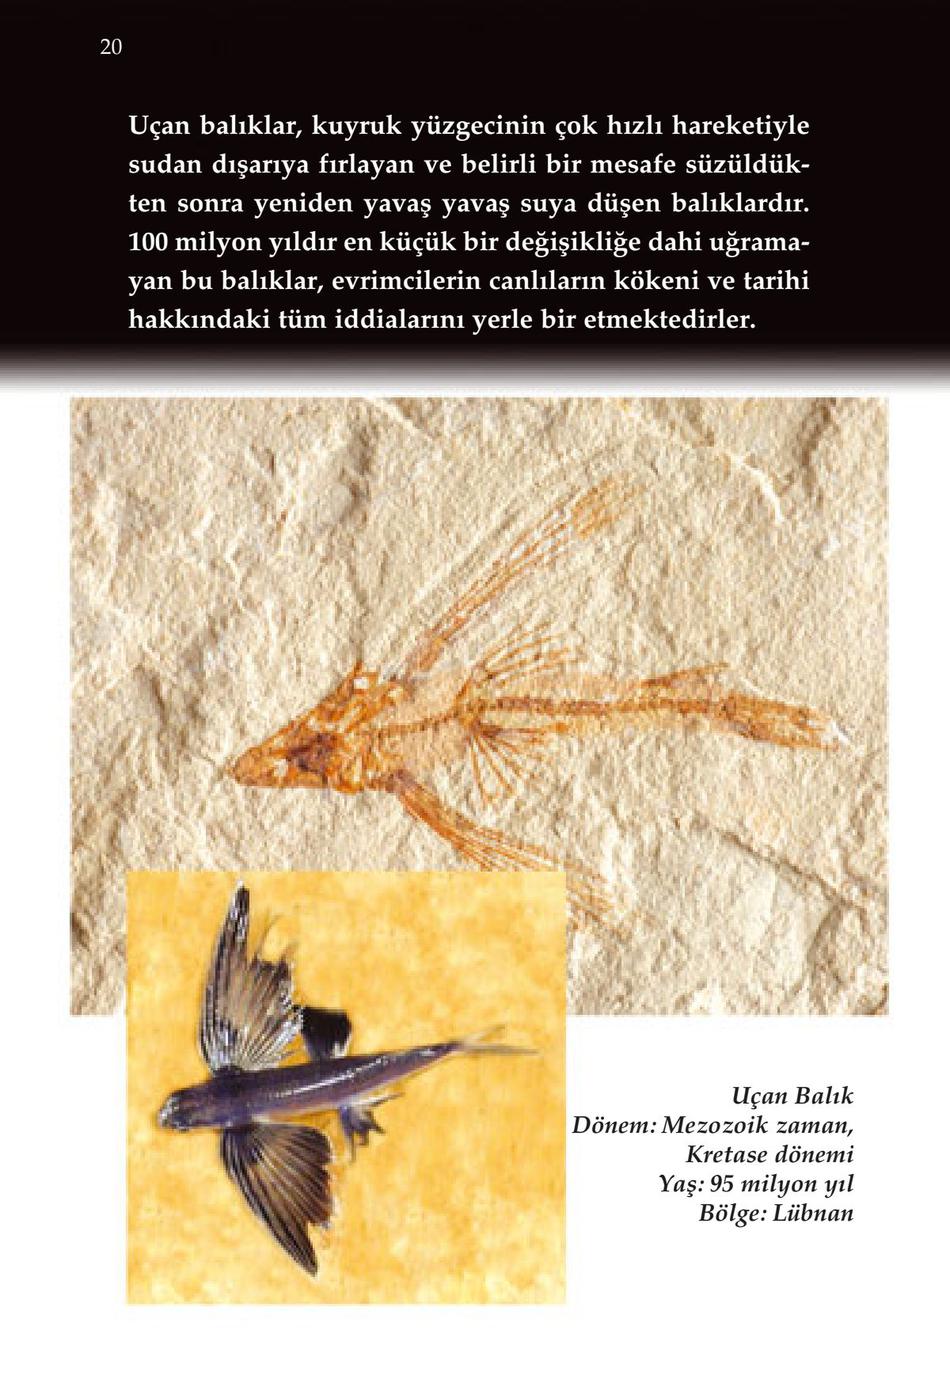 20
Uçan balıklar, kuyruk yüzgecinin çok hızlı hareketiyle
sudan dışarıya fırlayan ve belirli bir mesafe süzüldük-
ten sonra yeniden yavaş yavaş suya düşen balıklardır.
100 milyon yıldır en küçük bir değişikliğe dahi uğrama-
yan bu balıklar, evrimcilerin canlıların kökeni ve tarihi
hakkındaki tüm iddialarını yerle bir etmektedirler.
Uçan Balık
Dönem: Mezozoik zaman,
Kretase dönemi
Yaş: 95 milyon yıl
Bölge: Lübnan